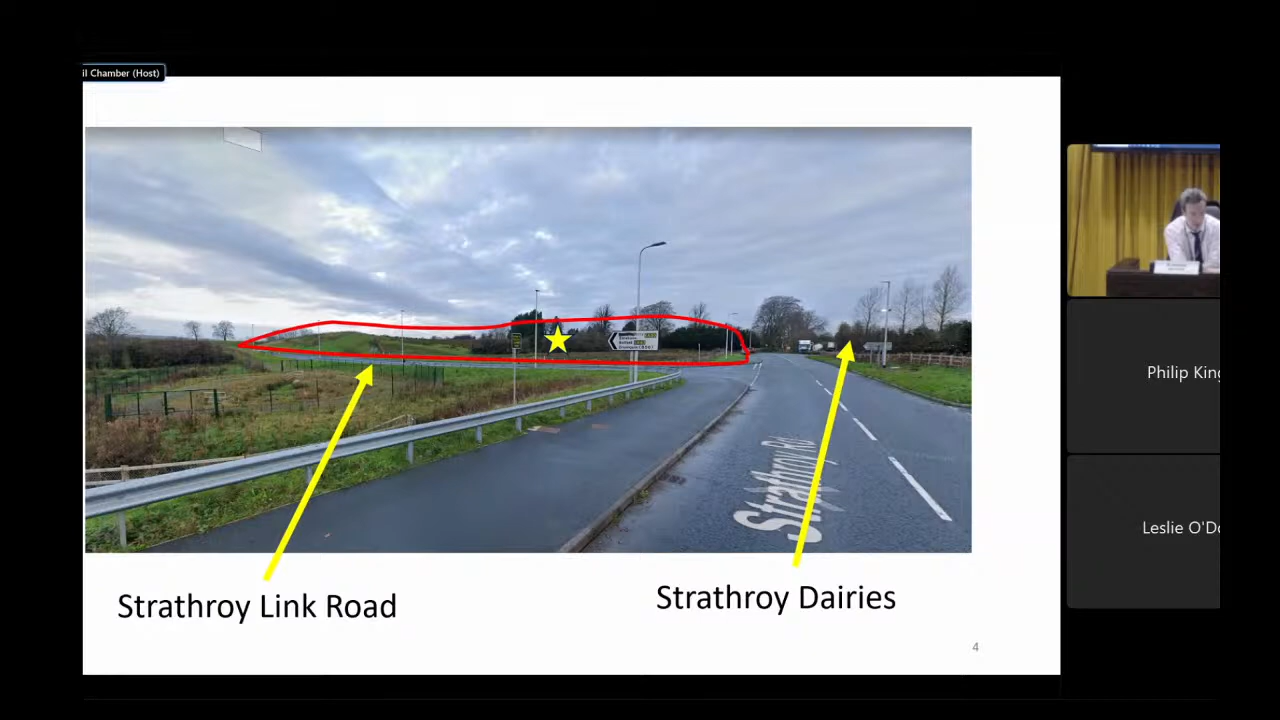 il Chamber (Host)
Strathroy Rd
Strathroy Link Road
Strathroy Dairies
4
Philip King
Leslie O'Do